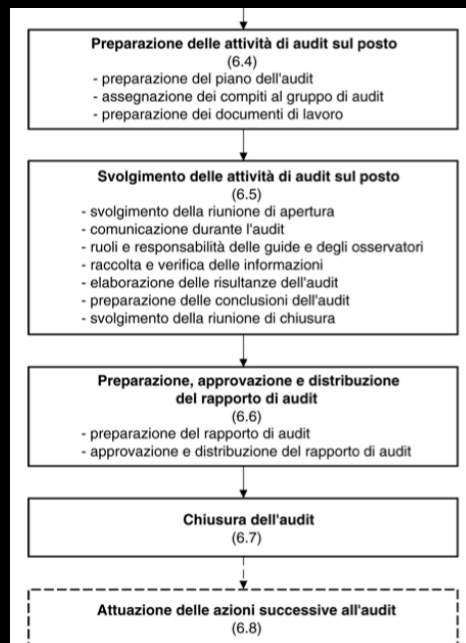 Preparazione delle attività di audit sul posto
(6.4)
- preparazione del piano dell'audit
- assegnazione dei compiti al gruppo di audit
- preparazione dei documenti di lavoro
Svolgimento delle attività di audit sul posto
(6.5)
- svolgimento della riunione di apertura
- comunicazione durante l'audit
- ruoli e responsabilità delle guide e degli osservatori
- raccolta e verifica delle informazioni
- elaborazione delle risultanze dell'audit
- preparazione delle conclusioni dell'audit
- svolgimento della riunione di chiusura
Preparazione, approvazione e distribuzione
del rapporto di audit
(6.6)
- preparazione del rapporto di audit
- approvazione e distribuzione del rapporto di audit
Chiusura dell'audit
(6.7)
Attuazione delle azioni successive all'audit
(6.8)